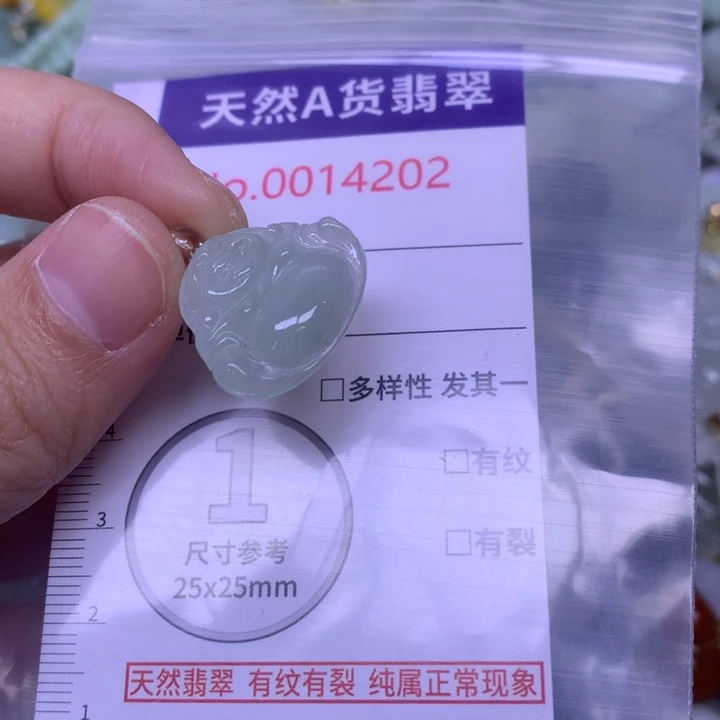 天然A货翡翠
No.0014202
□多样性 发其一
□有纹
□有裂
4
3
2
1
1
尺寸参考
25x25mm
天然翡翠 有纹有裂 纯属正常现象